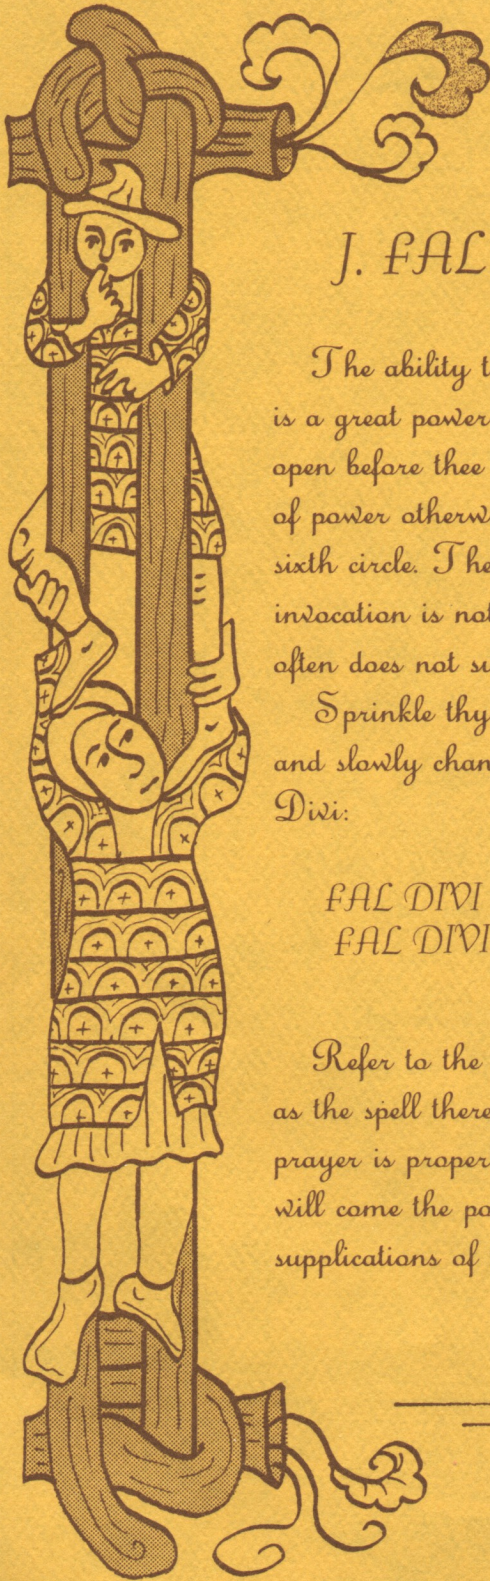 J. FAL
The ability t
is a great power
open before thee
of power otherw
sixth circle. The
invocation is not
often does not su
Sprinkle thy
and slowly chan
Divi:
FAL DIVI
FAL DIVI
Refer to the
as the spell there
prayer is proper
will come the po
supplications of